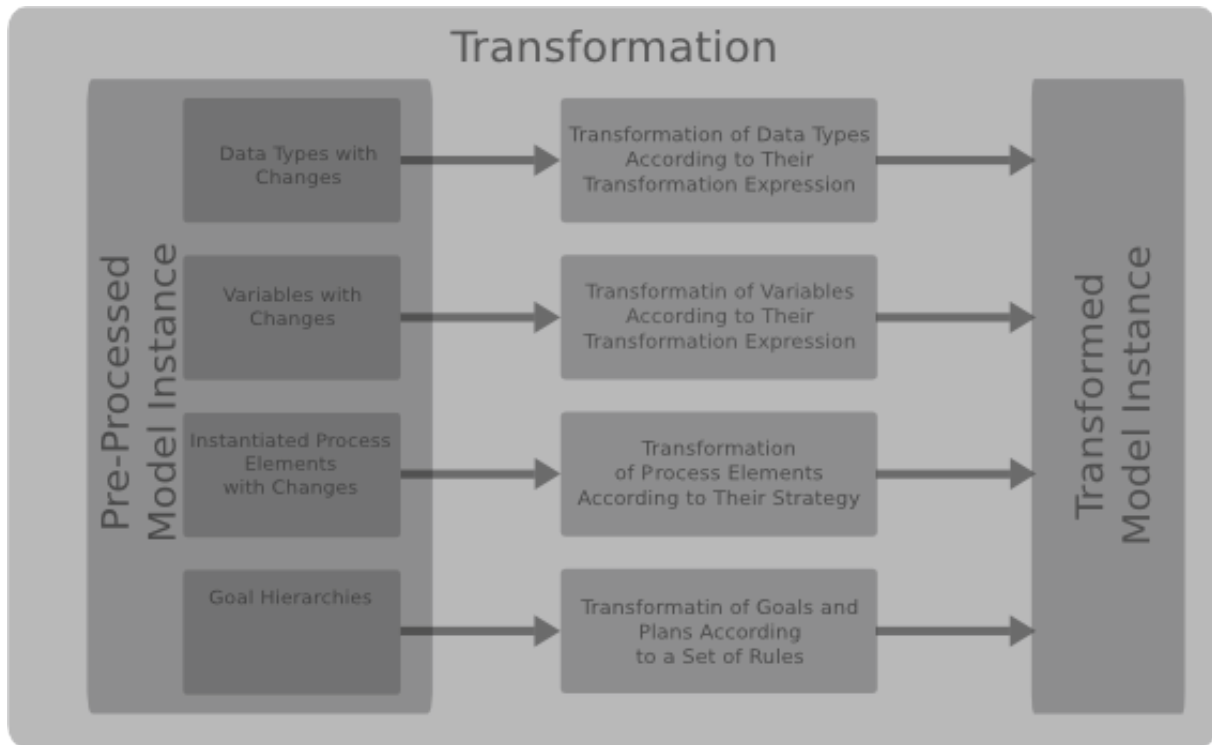 Transformation
Pre-Processed
Model Instance
Data Types with
Changes
Transformation of Data Types
According to Their
Transformation Expression
Variables with
Changes
Transformatin of Variables
According to Their
Transformation Expression
Instantiated Process
Elements
with Changes
Transformation
of Process Elements
According to Their Strategy
Goal Hierarchies
Transformatin of Goals and
Plans According
to a Set of Rules
Transformed
Model Instance